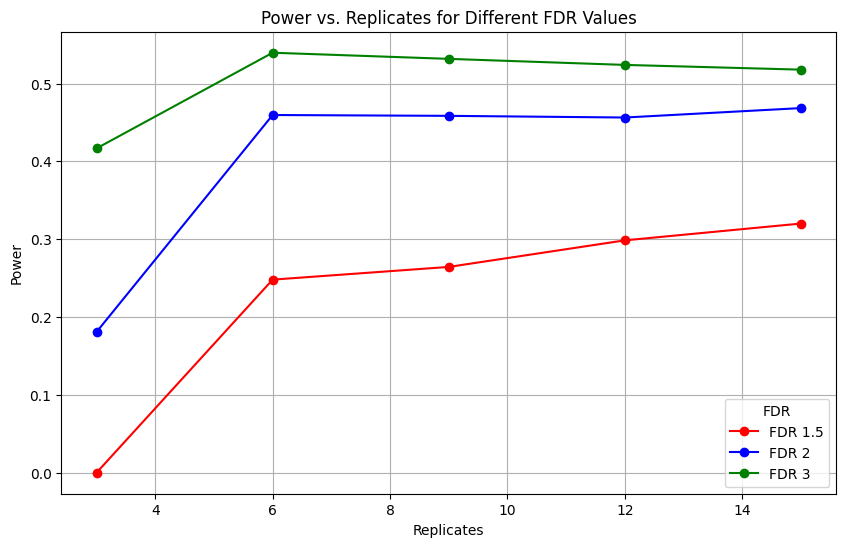 Power vs. Replicates for Different FDR Values
Power
0.5
0.4
0.3
0.2
0.1
0.0
4
6
8
10
12
14
Replicates
FDR
FDR 1.5
FDR 2
FDR 3